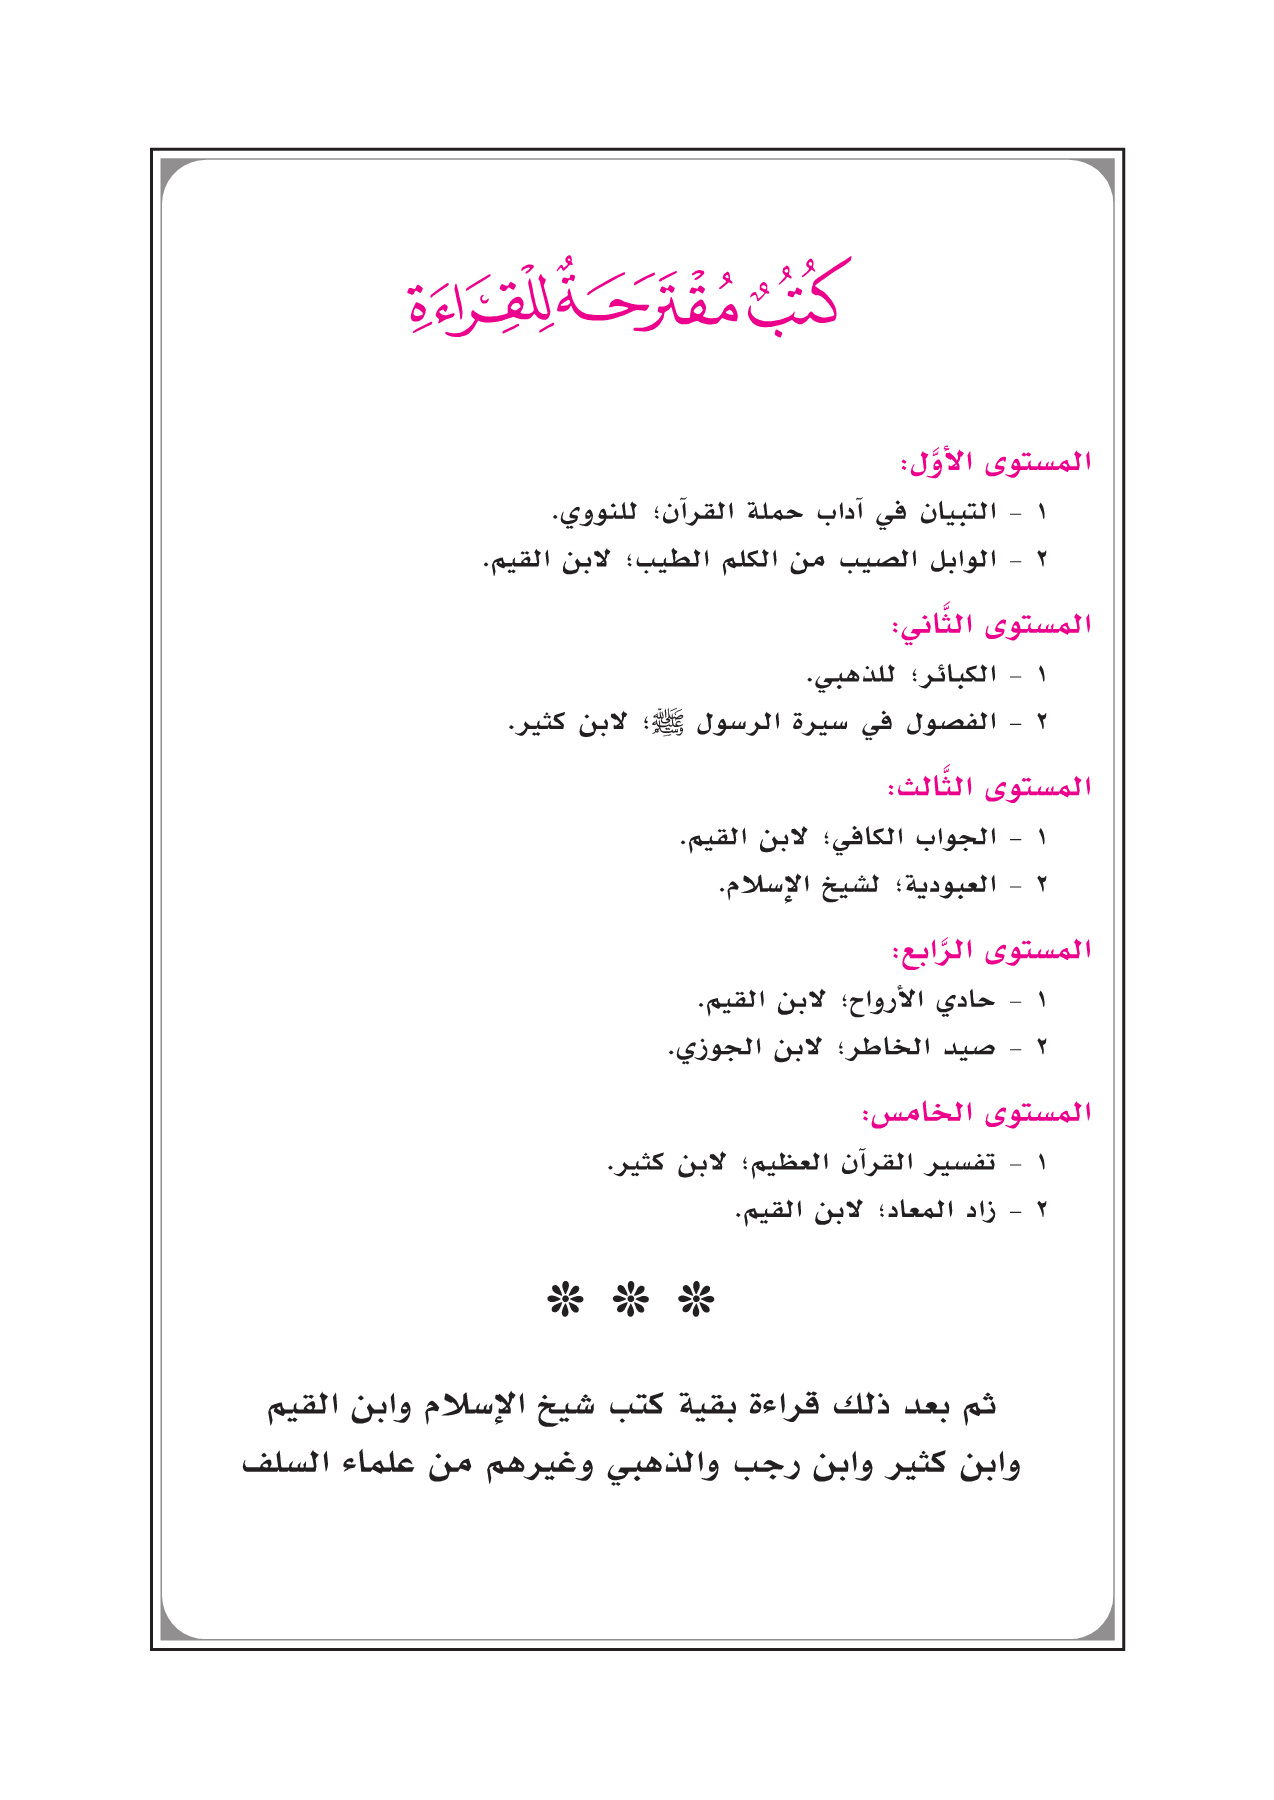 كُتُبٌ مُقْتَرَحَةٌ لِلْقِرَاءَةِ
المستوى الأوَّل:
١ – التبيان في آداب حملة القرآن؛ للنووي.
٢ – الوابل الصيب من الكلم الطيب؛ لابن القيم.
المستوى الثَّاني:
١ – الكبائر؛ للذهبي.
٢ – الفصول في سيرة الرسول ﷺ؛ لابن كثير.
المستوى الثَّالث:
١ – الجواب الكافي؛ لابن القيم.
٢ – العبودية؛ لشيخ الإسلام.
المستوى الرَّابع:
١ – حادي الأرواح؛ لابن القيم.
٢ – صيد الخاطر؛ لابن الجوزي.
المستوى الخامس:
١ – تفسير القرآن العظيم؛ لابن كثير.
٢ – زاد المعاد؛ لابن القيم.
ثم بعد ذلك قراءة بقية كتب شيخ الإسلام وابن القيم
وابن كثير وابن رجب والذهبي وغيرهم من علماء السلف